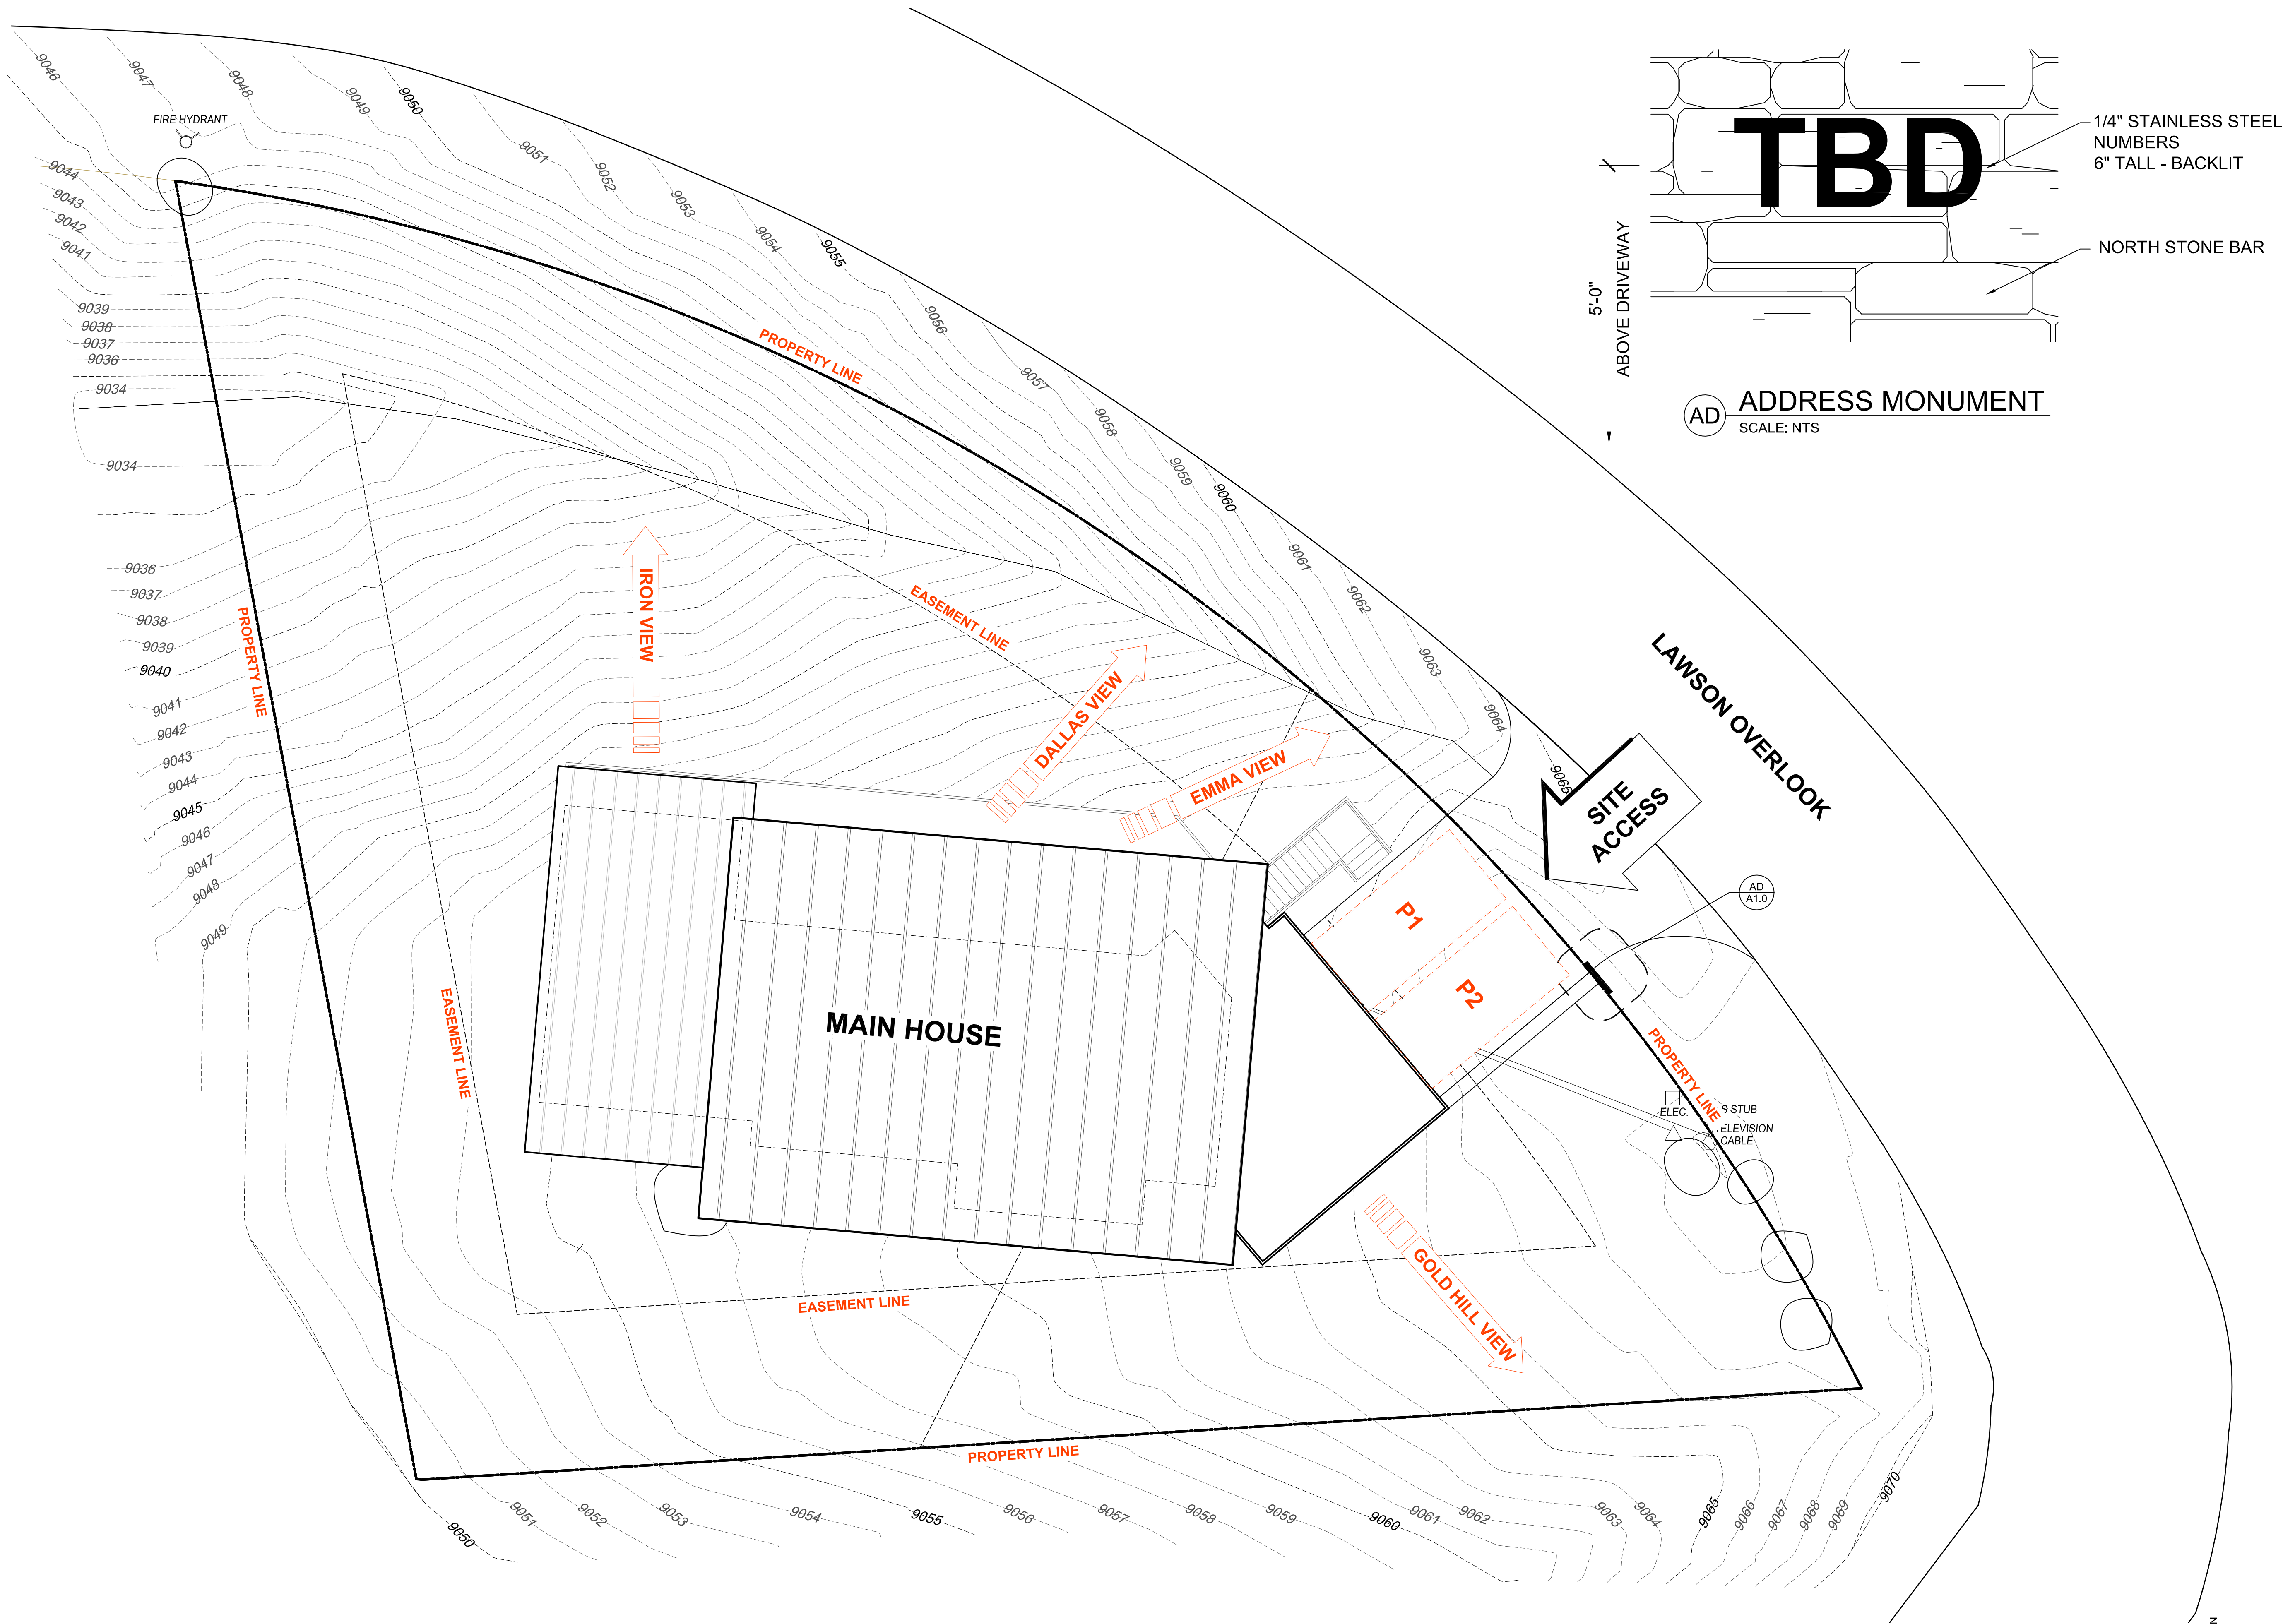 9046
9047
9048
9049
9050
FIRE HYDRANT
9051
9052
9053
9054
9055
9056
9057
9058
9059
9060
9061
9062
9063
9064
9065
9044
9043
9042
9041
9039
9038
9037
9036
9034
9034
9036
9037
9038
9039
9040
9041
9042
9043
9044
9045
9046
9047
9048
9049
TBD
1/4" STAINLESS STEEL
NUMBERS
6" TALL - BACKLIT
NORTH STONE BAR
5'-0"
ABOVE DRIVEWAY
AD
ADDRESS MONUMENT
SCALE: NTS
PROPERTY LINE
PROPERTY LINE
EASEMENT LINE
IRON VIEW
DALLAS VIEW
EMMA VIEW
LAWSON OVERLOOK
SITE
ACCESS
AD
A1.0
P1
P2
MAIN HOUSE
EASEMENT LINE
PROPERTY LINE
ELEC.
S STUB
ELEVISION
CABLE
GOLD HILL VIEW
EASEMENT LINE
PROPERTY LINE
9050
9051
9052
9053
9054
9055
9056
9057
9058
9059
9060
9061
9062
9063
9064
9065
9066
9067
9068
9069
9070
N